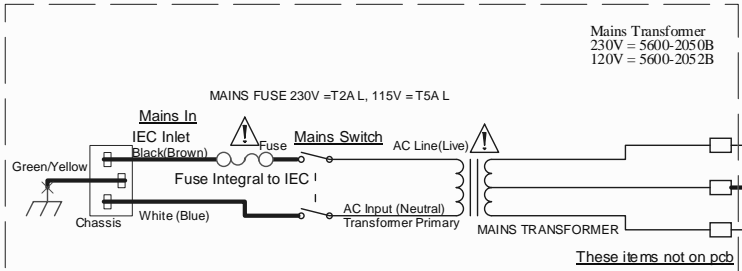 Mains Transformer
230V = 5600-2050B
120V = 5600-2052B
MAINS FUSE 230V =T2A L, 115V = T5A L
Mains In
IEC Inlet
Black(Brown)
Fuse
Mains Switch
AC Line(Live)
Green/Yellow
Fuse Integral to IEC
Chassis
White (Blue)
AC Input (Neutral)
Transformer Primary
MAINS TRANSFORMER
These items not on pcb